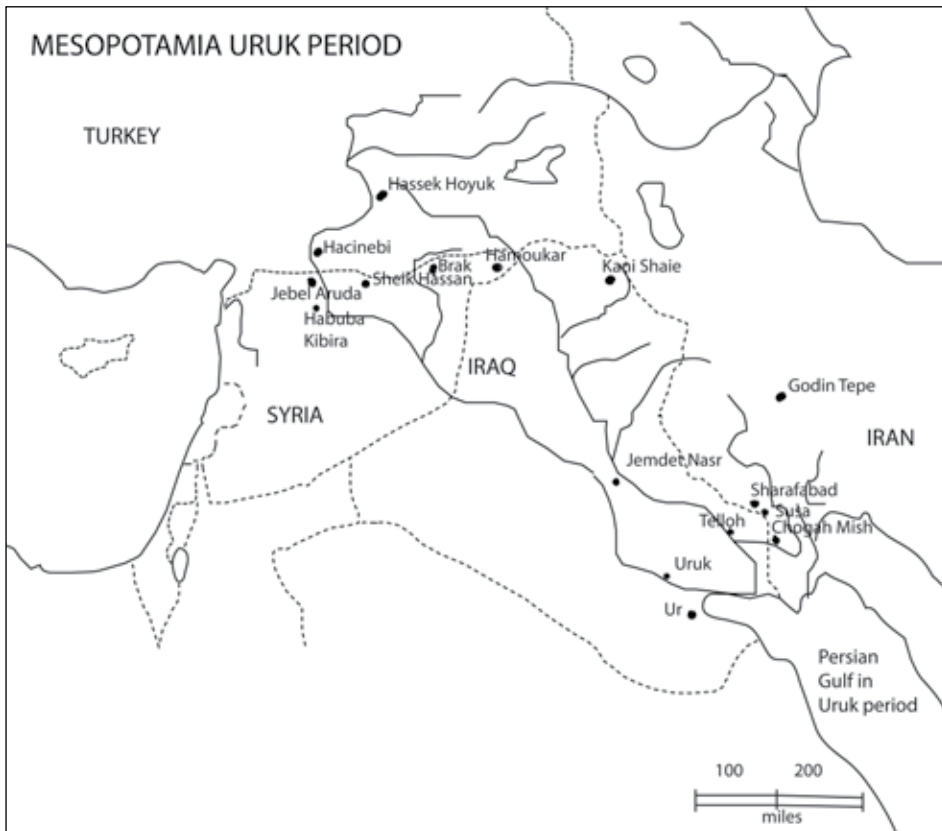 MESOPOTAMIA URUK PERIOD
TURKEY
Hassek Hoyuk
Hacinebi
Brak
Hamoukar
Kani Shaie
Sheik Hassan
Jebel Aruda
Habuba
Kibira
IRAQ
Godin Tepe
SYRIA
IRAN
Jemdet Nasr
Sharafabad
Susa
Telloh
Chogah Mish
Uruk
Ur
Persian
Gulf in
Uruk period
100 200
miles